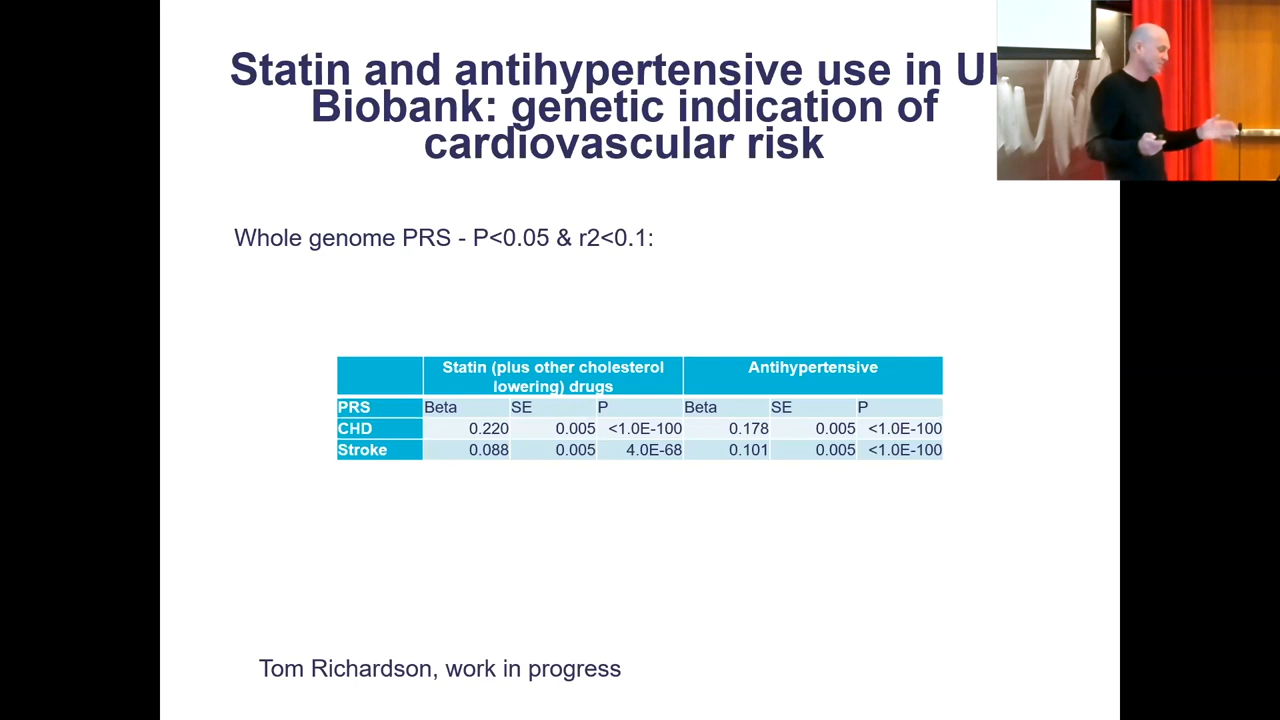 Statin and antihypertensive use in
Biobank: genetic indication of
cardiovascular risk
Whole genome PRS - P<0.05 & r2<0.1:
Statin (plus other cholesterol lowering) drugs Antihypertensive
PRS Beta SE P Beta SE P
CHD 0.220 0.005 <1.0E-100 0.178 0.005 <1.0E-100
Stroke 0.088 0.005 4.0E-68 0.101 0.005 <1.0E-100
Tom Richardson, work in progress